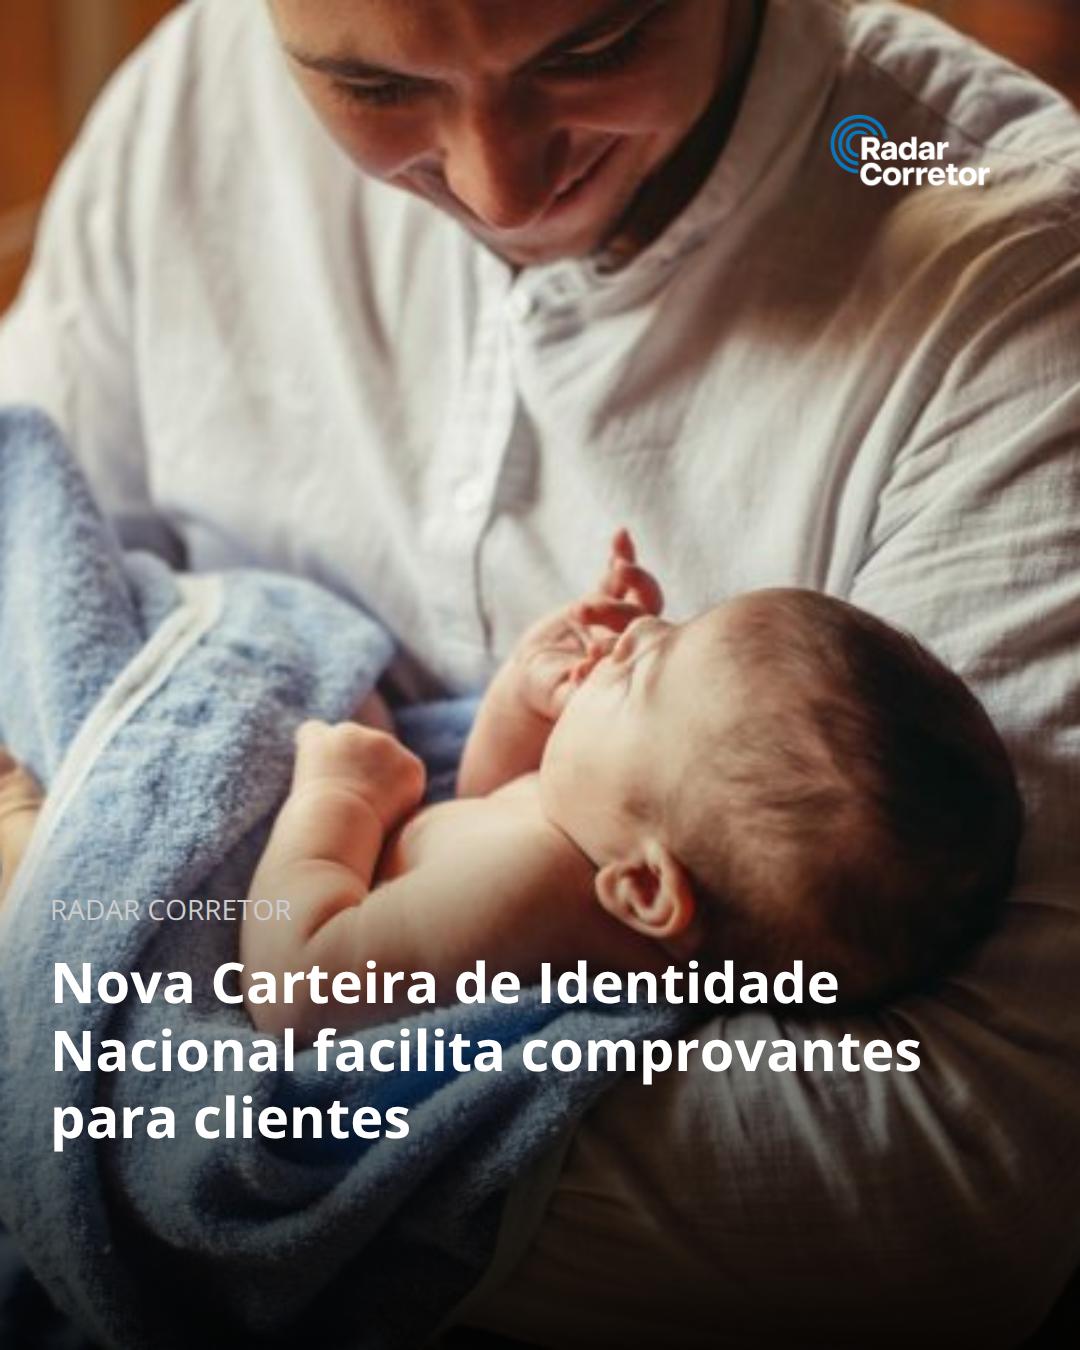 Radar
Corretor
RADAR CORRETOR
Nova Carteira de Identidade
Nacional facilita comprovantes
para clientes